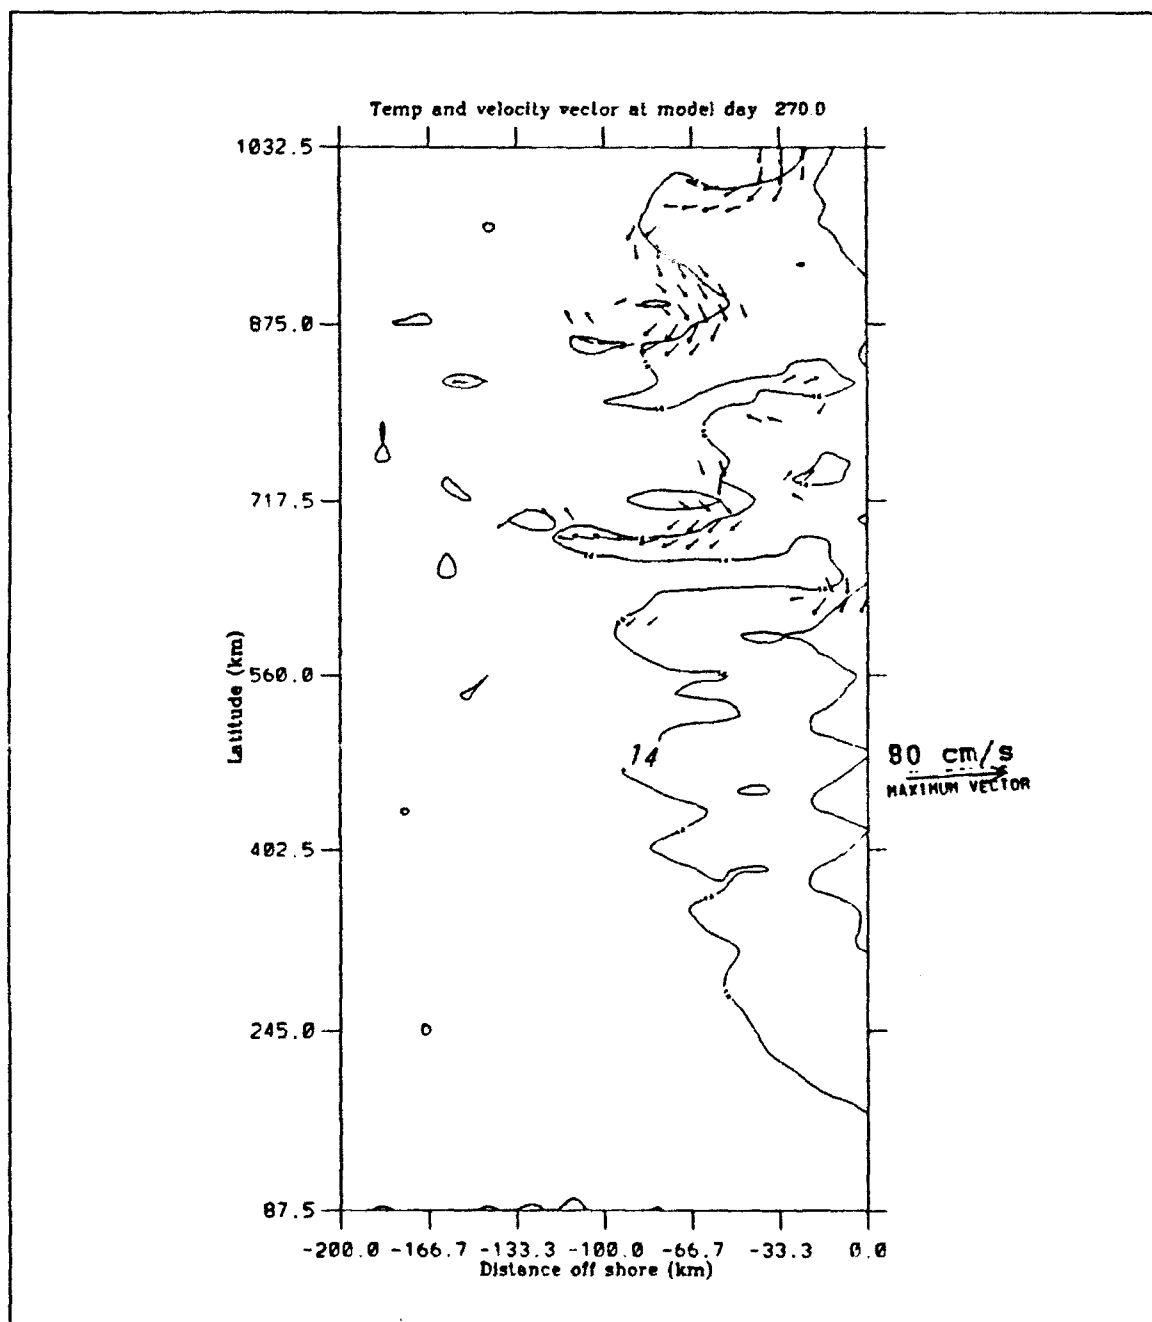 Temp and velocity vector at model day 270.0
1032.5
875.0
717.5
560.0
402.5
245.0
87.5
Latitude (km)
14
80 cm/s
MAXIMUM VECTOR
-200.0 -166.7 -133.3 -100.0 -66.7 -33.3 0.0
Distance off shore (km)